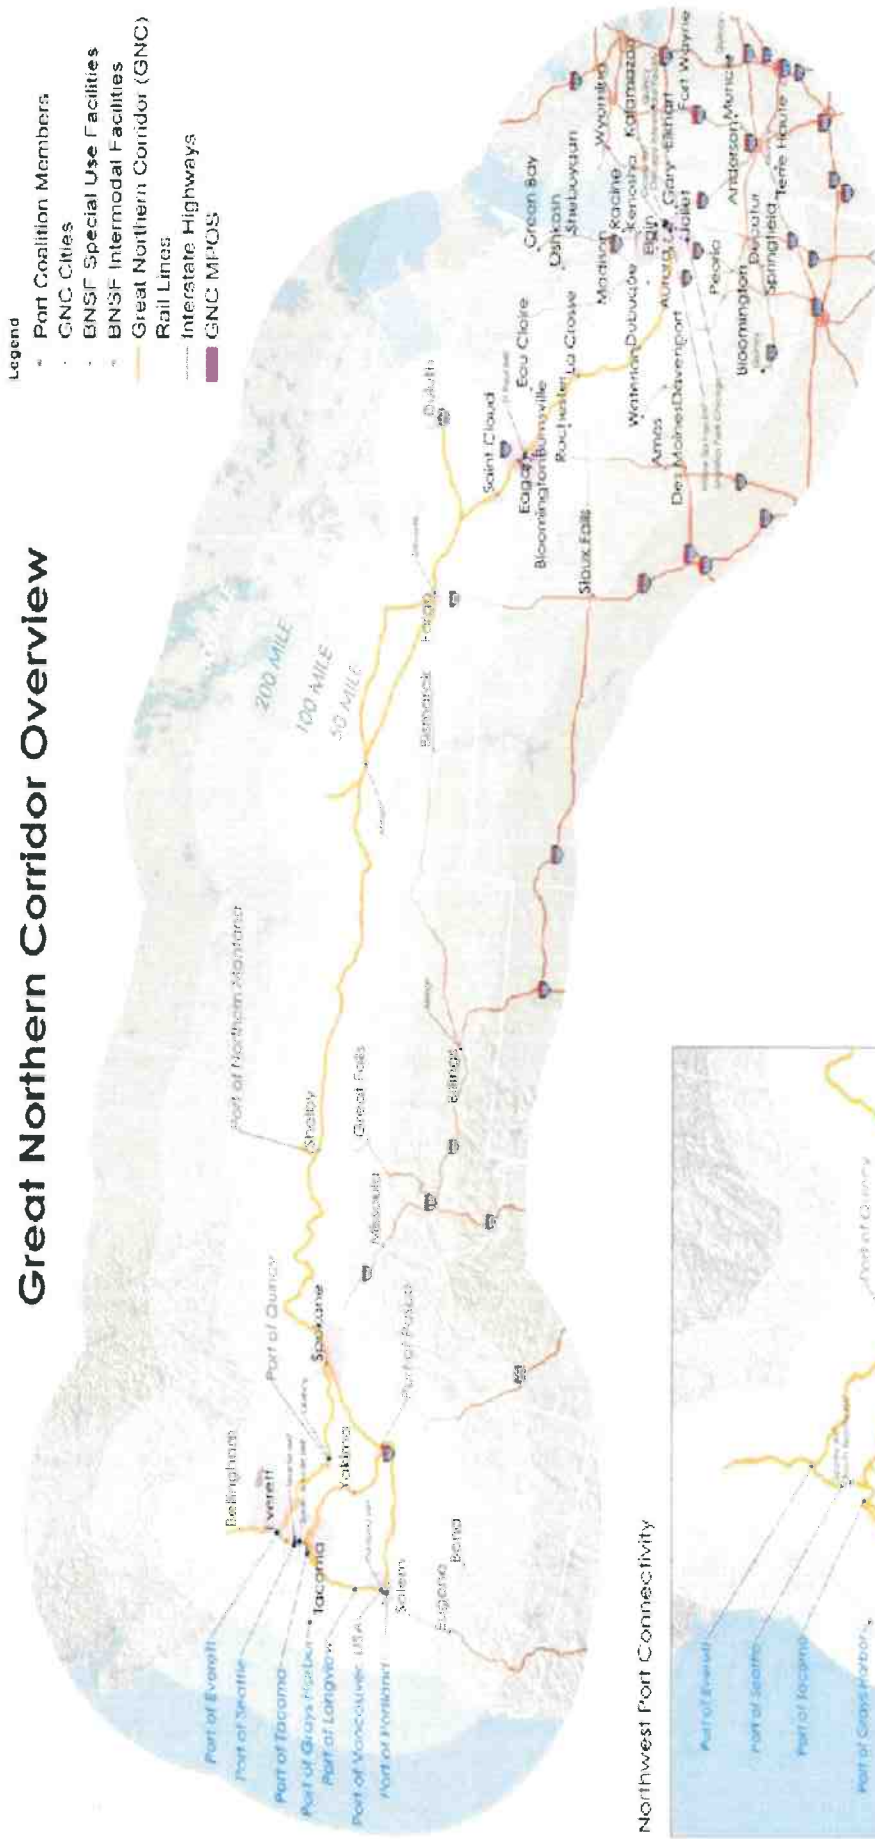 Great Northern Corridor Overview
Legend
Port Coalition Members
GNC Cities
BNSF Special Use Facilities
BNSF Intermodal Facilities
Great Northern Corridor (GNC)
Rail Lines
Interstate Highways
GNC MPOS
200 MILE
100 MILE
50 MILE
Port of Everett
Port of Seattle
Port of Tacoma
Port of Grays Harbor
Port of Longview
Port of Vancouver USA
Port of Portland
Bellingham
Everett
Tacoma
Salem
Eugene
Bend
Yakima
Port of Quincy
Spokane
Port of Pasco
Missoula
Great Falls
Shelby
Port of Northern Montana
Billings
Bismarck
Fargo
Duluth
Saint Cloud
Eagan
Bloomington
Burnsville
Rochester
Eau Claire
La Crosse
Sioux Falls
Green Bay
Oshkosh
Sheboygan
Madison
Racine
Kenosha
Waterloo
Dubuque
Elgin
Aurora
Joliet
Gary
Elkhart
Wyoming
Kalamazoo
Fort Wayne
Ames
Des Moines
Davenport
Peoria
Bloomington
Decatur
Springfield
Anderson
Muncie
Terre Haute
Northwest Port Connectivity
Port of Everett
Port of Seattle
Port of Tacoma
Port of Grays Harbor
Port of Quincy